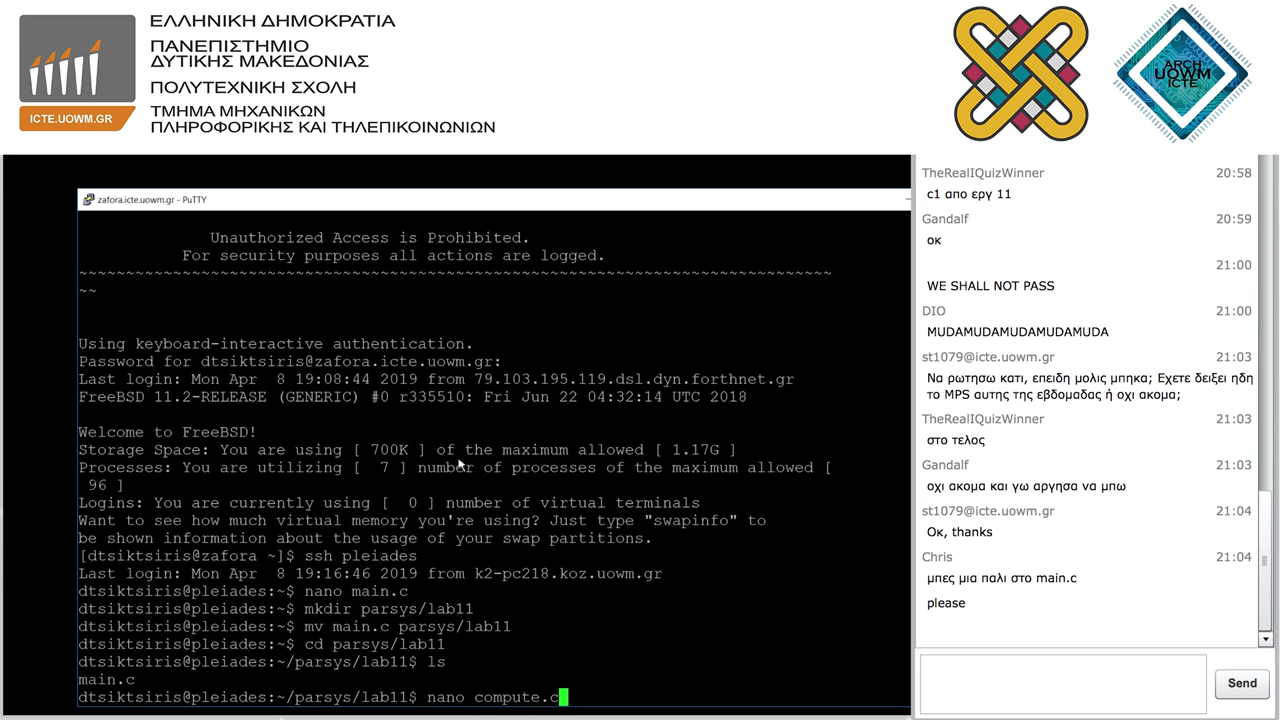 ΕΛΛΗΝΙΚΗ ΔΗΜΟΚΡΑΤΙΑ
ΠΑΝΕΠΙΣΤΗΜΙΟ
ΔΥΤΙΚΗΣ ΜΑΚΕΔΟΝΙΑΣ
ΠΟΛΥΤΕΧΝΙΚΗ ΣΧΟΛΗ
ΤΜΗΜΑ ΜΗΧΑΝΙΚΩΝ
ΠΛΗΡΟΦΟΡΙΚΗΣ ΚΑΙ ΤΗΛΕΠΙΚΟΙΝΩΝΙΩΝ
ICTE.UOWM.GR
ARCH
UOWM
ICTE
zafora.icte.uowm.gr - PuTTY
Unauthorized Access is Prohibited.
For security purposes all actions are logged.
~~~~~~~~~~~~~~~~~~~~~~~~~~~~~~~~~~~~~~~~~~~~~~~~~~~~~~~~~~~~~~~~~~~~~~~~~~~~~~~~
~~
Using keyboard-interactive authentication.
Password for dtsiktsiris@zafora.icte.uowm.gr:
Last login: Mon Apr  8 19:08:44 2019 from 79.103.195.119.dsl.dyn.forthnet.gr
FreeBSD 11.2-RELEASE (GENERIC) #0 r335510: Fri Jun 22 04:32:14 UTC 2018
Welcome to FreeBSD!
Storage Space: You are using [ 700K ] of the maximum allowed [ 1.17G ]
Processes: You are utilizing [  7 ] number of processes of the maximum allowed [
96 ]
Logins: You are currently using [  0 ] number of virtual terminals
Want to see how much virtual memory you're using? Just type "swapinfo" to
be shown information about the usage of your swap partitions.
[dtsiktsiris@zafora ~]$ ssh pleiades
Last login: Mon Apr  8 19:16:46 2019 from k2-pc218.koz.uowm.gr
dtsiktsiris@pleiades:~$ nano main.c
dtsiktsiris@pleiades:~$ mkdir parsys/lab11
dtsiktsiris@pleiades:~$ mv main.c parsys/lab11
dtsiktsiris@pleiades:~$ cd parsys/lab11
dtsiktsiris@pleiades:~/parsys/lab11$ ls
main.c
dtsiktsiris@pleiades:~/parsys/lab11$ nano compute.c
TheRealIQuizWinner 20:58
c1 απο εργ 11
Gandalf 20:59
οκ
21:00
WE SHALL NOT PASS
DIO 21:00
MUDAMUDAMUDAMUDAMUDA
st1079@icte.uowm.gr 21:03
Να ρωτησω κατι, επειδη μολις μπηκα; Εχετε δειξει ηδη
το MPS αυτης της εβδομαδας ή οχι ακομα;
TheRealIQuizWinner 21:03
στο τελος
Gandalf 21:03
οχι ακομα και γω αργησα να μπω
st1079@icte.uowm.gr 21:04
Ok, thanks
Chris 21:04
μπες μια παλι στο main.c
please
Send